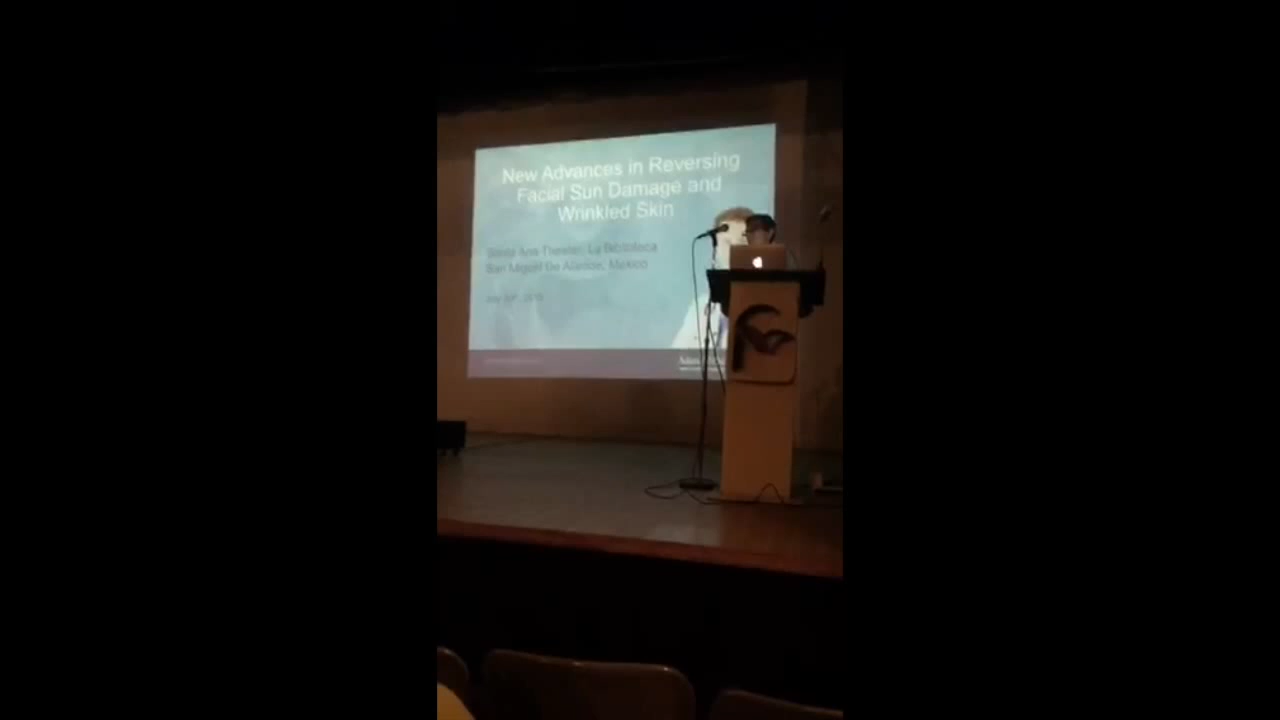 New Advances in Reversing
Facial Sun Damage and
Wrinkled Skin
Santa Ana Theater, La Biblioteca
San Miguel De Allende, Mexico